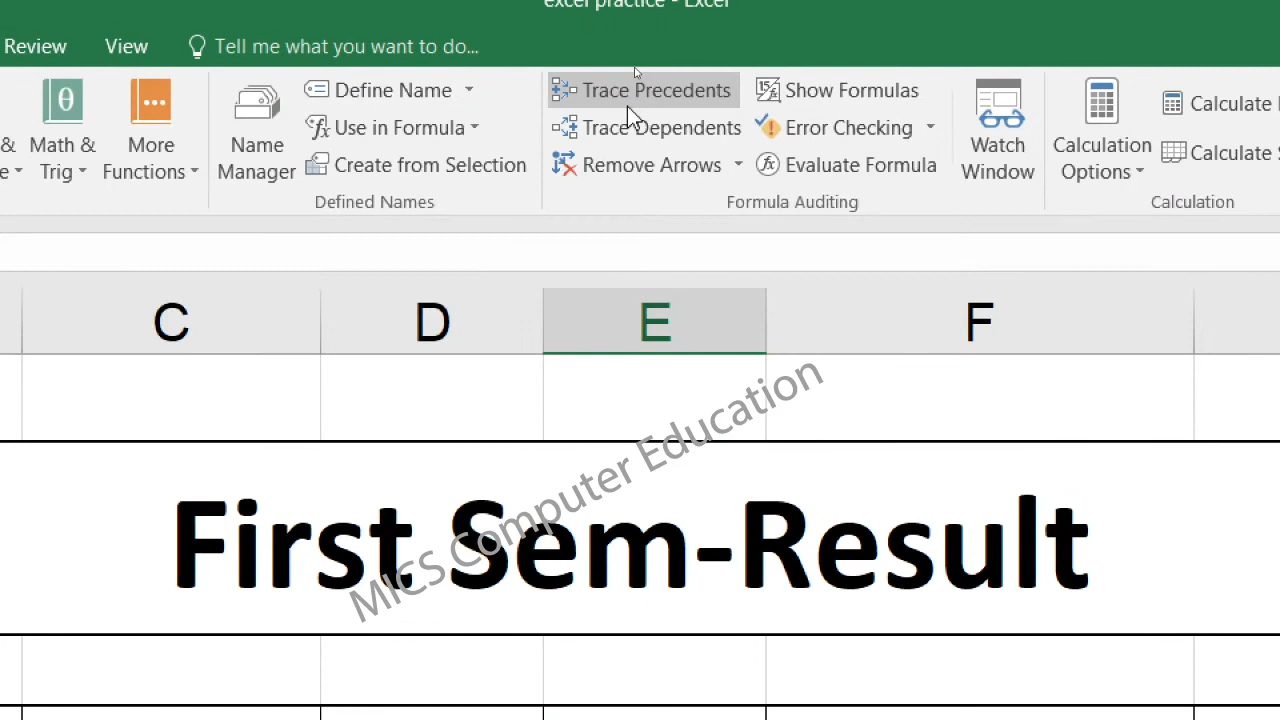 excel practice - Excel
Review View Tell me what you want to do...
& Math & More Name Define Name Trace Precedents Show Formulas Watch Calculation Calculate
e Trig Functions Manager Use in Formula Trace Dependents Error Checking Window Options Calculate
Create from Selection Remove Arrows Evaluate Formula
Defined Names Formula Auditing Calculation
C D E F
First Sem-Result
MICS Computer Education